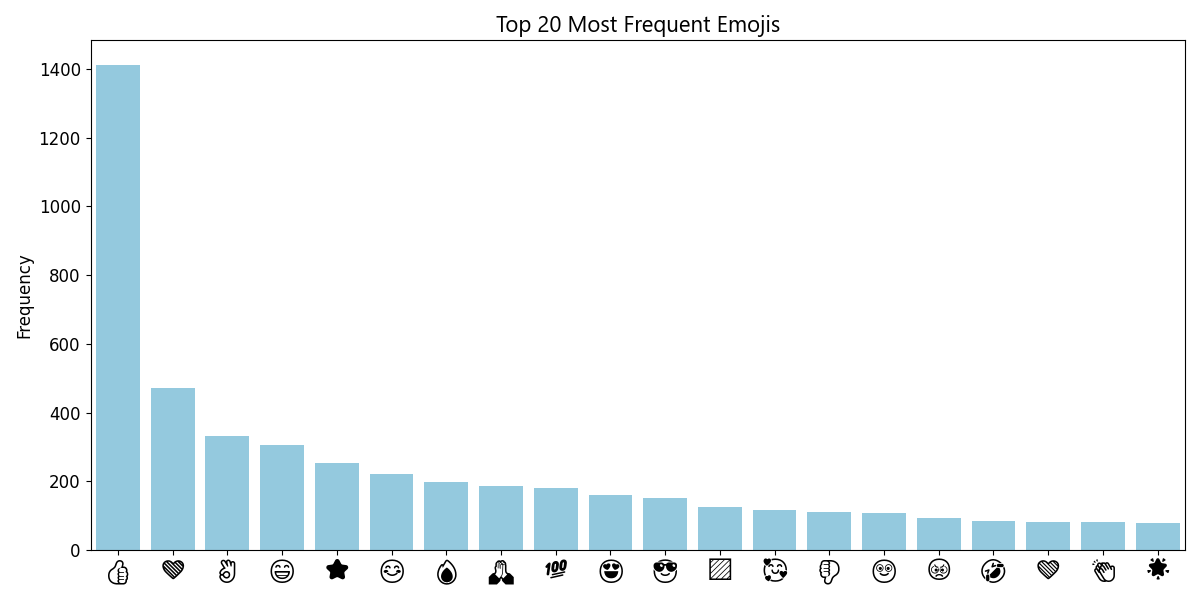 Top 20 Most Frequent Emojis
1400
1200
1000
800
600
400
200
0
Frequency
👍 ❤ 👌 😄 ⭐ 😊 🔥 🙏 💯 😍 😎 🟨 🥰 👎 🙄 😡 🤣 💙 👏 🌟